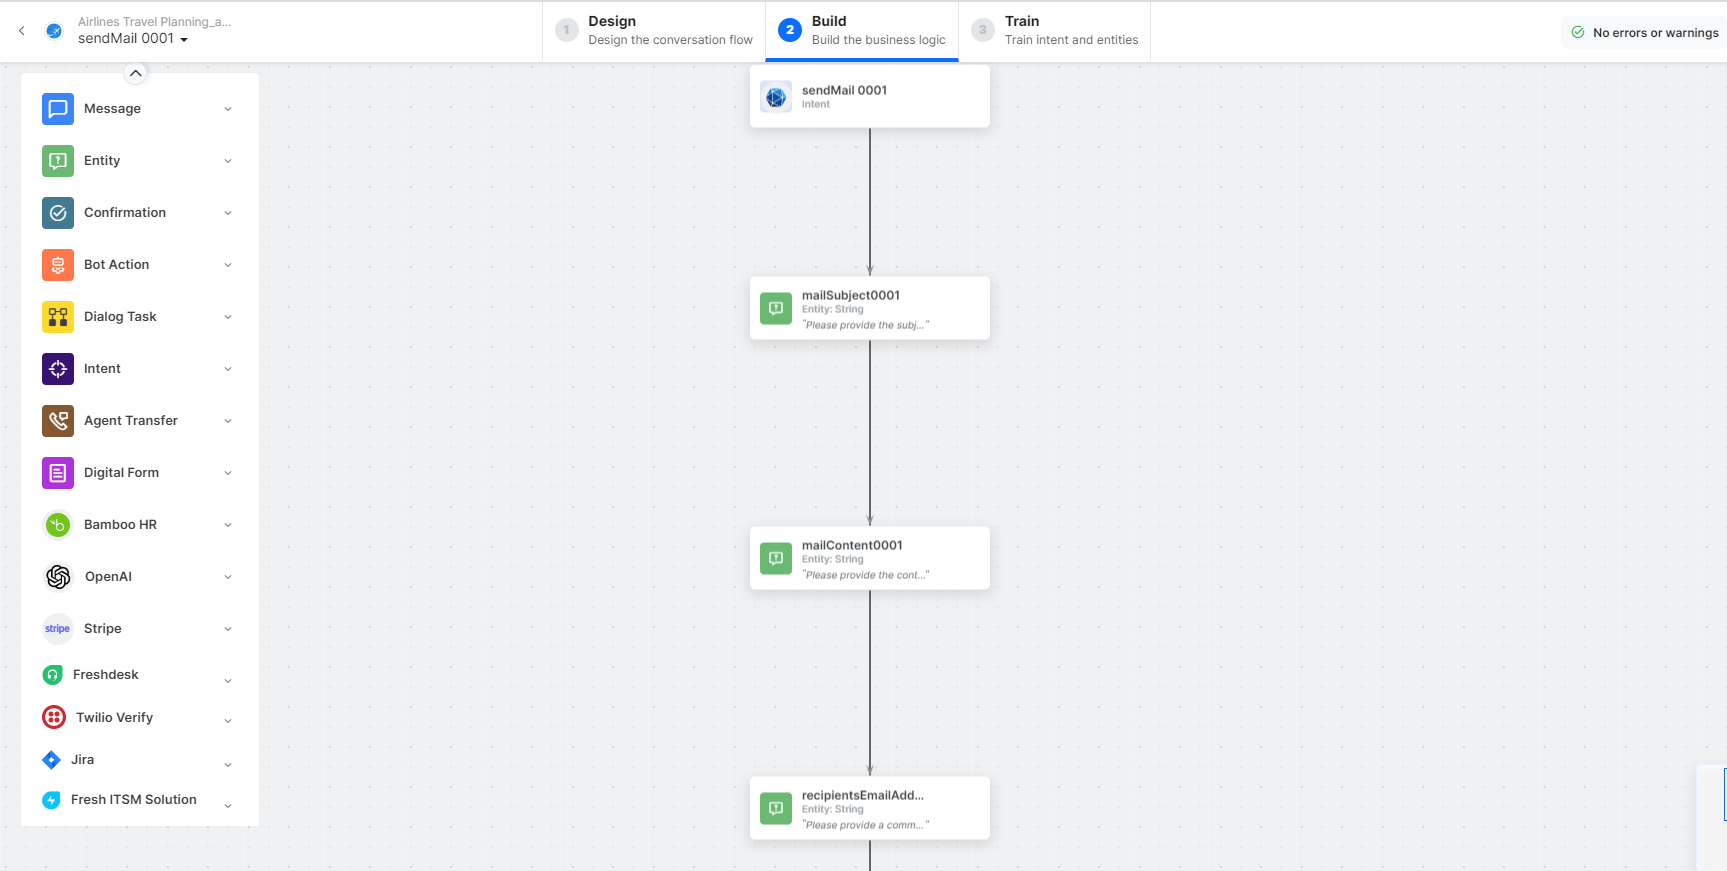 Airlines Travel Planning_a...
sendMail 0001
1
Design
Design the conversation flow
2
Build
Build the business logic
3
Train
Train intent and entities
No errors or warnings
Message
Entity
Confirmation
Bot Action
Dialog Task
Intent
Agent Transfer
Digital Form
Bamboo HR
OpenAI
stripe
Stripe
Freshdesk
Twilio Verify
Jira
Fresh ITSM Solution
sendMail 0001
Intent
mailSubject0001
Entity: String
"Please provide the subj..."
mailContent0001
Entity: String
"Please provide the cont..."
recipientsEmailAdd...
Entity: String
"Please provide a comm..."